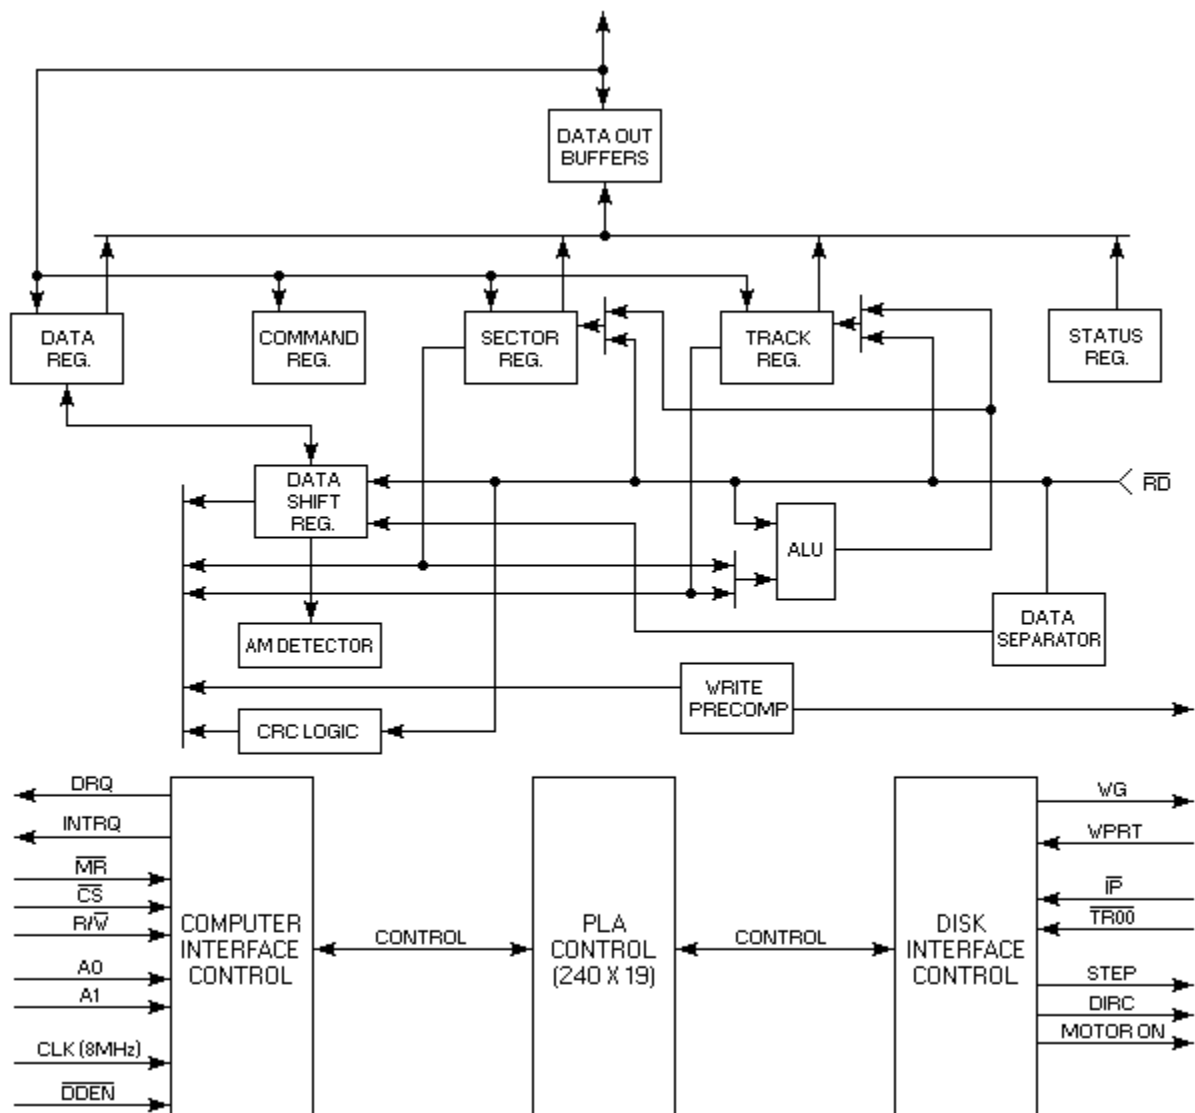 DATA OUT
BUFFERS
DATA
REG.
COMMAND
REG.
SECTOR
REG.
TRACK
REG.
STATUS
REG.
DATA
SHIFT
REG.
RD
ALU
AM DETECTOR
DATA
SEPARATOR
WRITE
PRECOMP
CRC LOGIC
DRQ
INTRQ
MR
CS
R/W
A0
A1
CLK (8MHz)
DDEN
COMPUTER
INTERFACE
CONTROL
CONTROL
PLA
CONTROL
(240 X 19)
CONTROL
DISK
INTERFACE
CONTROL
WG
WPRT
IP
TR00
STEP
DIRC
MOTOR ON